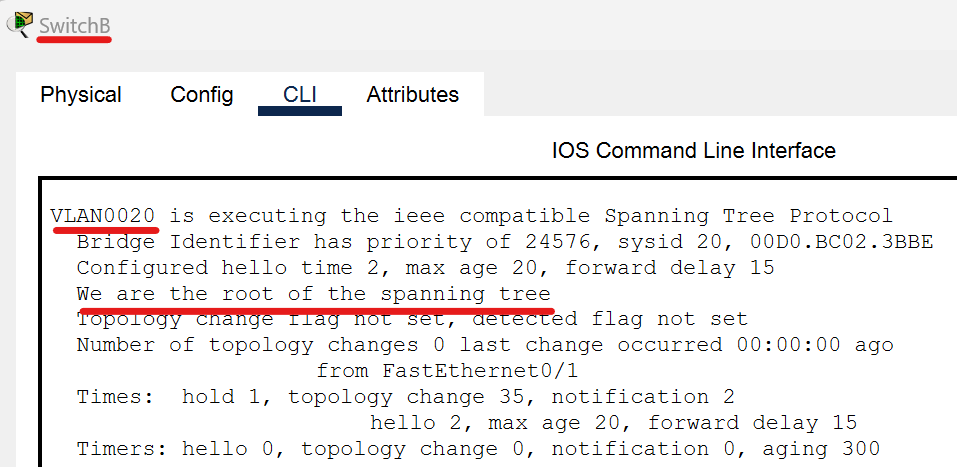 SwitchB
Physical Config CLI Attributes
IOS Command Line Interface
VLAN0020 is executing the ieee compatible Spanning Tree Protocol
Bridge Identifier has priority of 24576, sysid 20, 00D0.BC02.3BBE
Configured hello time 2, max age 20, forward delay 15
We are the root of the spanning tree
Topology change flag not set, detected flag not set
Number of topology changes 0 last change occurred 00:00:00 ago
from FastEthernet0/1
Times: hold 1, topology change 35, notification 2
hello 2, max age 20, forward delay 15
Timers: hello 0, topology change 0, notification 0, aging 300